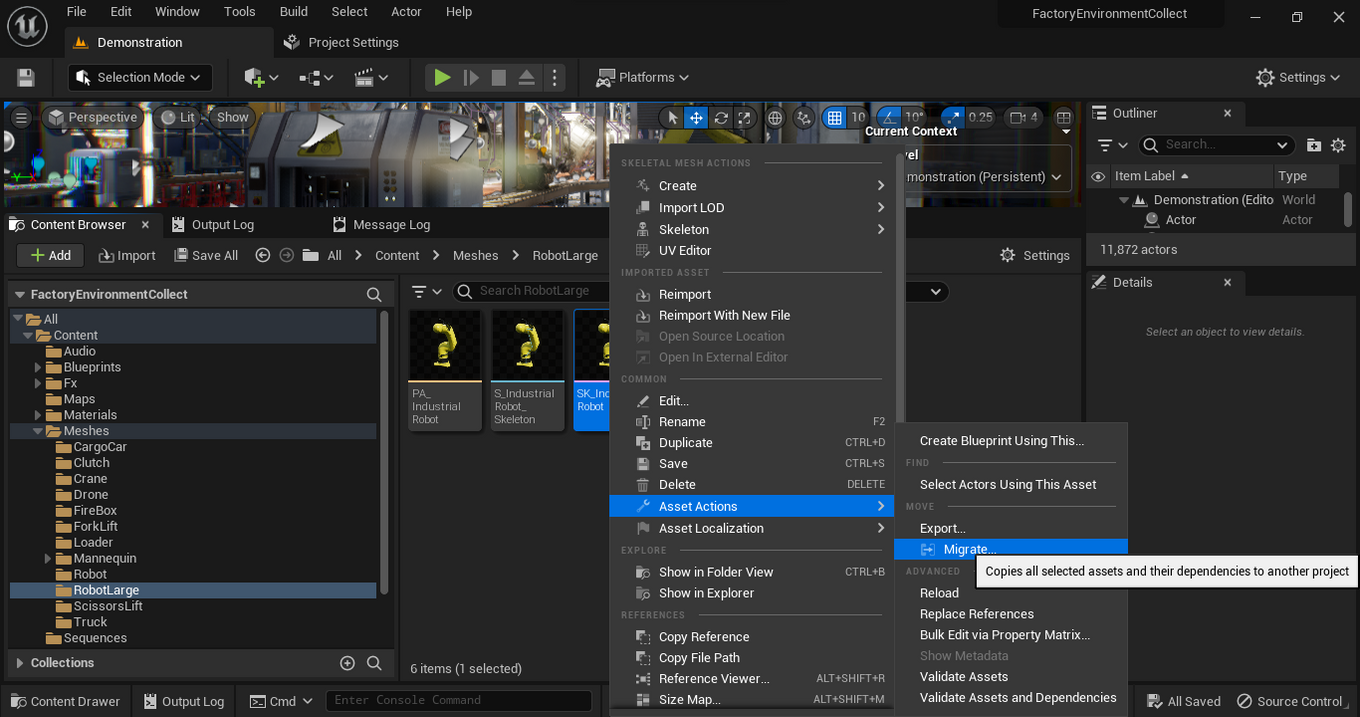 File Edit Window Tools Build Select Actor Help
FactoryEnvironmentCollect
Demonstration
Project Settings
Selection Mode
Platforms
Settings
Perspective
Lit
Show
10
10°
0.25
4
Current Context
vel
monstration (Persistent)
Outliner
Search...
Item Label
Type
Demonstration (Edito
World
Actor
Actor
11,872 actors
Details
Select an object to view details.
Content Browser
Output Log
Message Log
Add
Import
Save All
All
Content
Meshes
RobotLarge
Settings
FactoryEnvironmentCollect
All
Content
Audio
Blueprints
Fx
Maps
Materials
Meshes
CargoCar
Clutch
Crane
Drone
FireBox
ForkLift
Loader
Mannequin
Robot
RobotLarge
ScissorsLift
Truck
Sequences
Collections
Search RobotLarge
PA_
Industrial
Robot
S_Industrial
Robot_
Skeleton
SK_Ind
Robot
6 items (1 selected)
SKELETAL MESH ACTIONS
Create
Import LOD
Skeleton
UV Editor
IMPORTED ASSET
Reimport
Reimport With New File
Open Source Location
Open In External Editor
COMMON
Edit...
Rename F2
Duplicate CTRL+D
Save CTRL+S
Delete DELETE
Asset Actions
Asset Localization
EXPLORE
Show in Folder View CTRL+B
Show in Explorer
REFERENCES
Copy Reference
Copy File Path
Reference Viewer... ALT+SHIFT+R
Size Map... ALT+SHIFT+M
Create Blueprint Using This...
FIND
Select Actors Using This Asset
MOVE
Export...
Migrate...
Copies all selected assets and their dependencies to another project
ADVANCED
Reload
Replace References
Bulk Edit via Property Matrix...
Show Metadata
Validate Assets
Validate Assets and Dependencies
Content Drawer
Output Log
Cmd
Enter Console Command
All Saved
Source Control